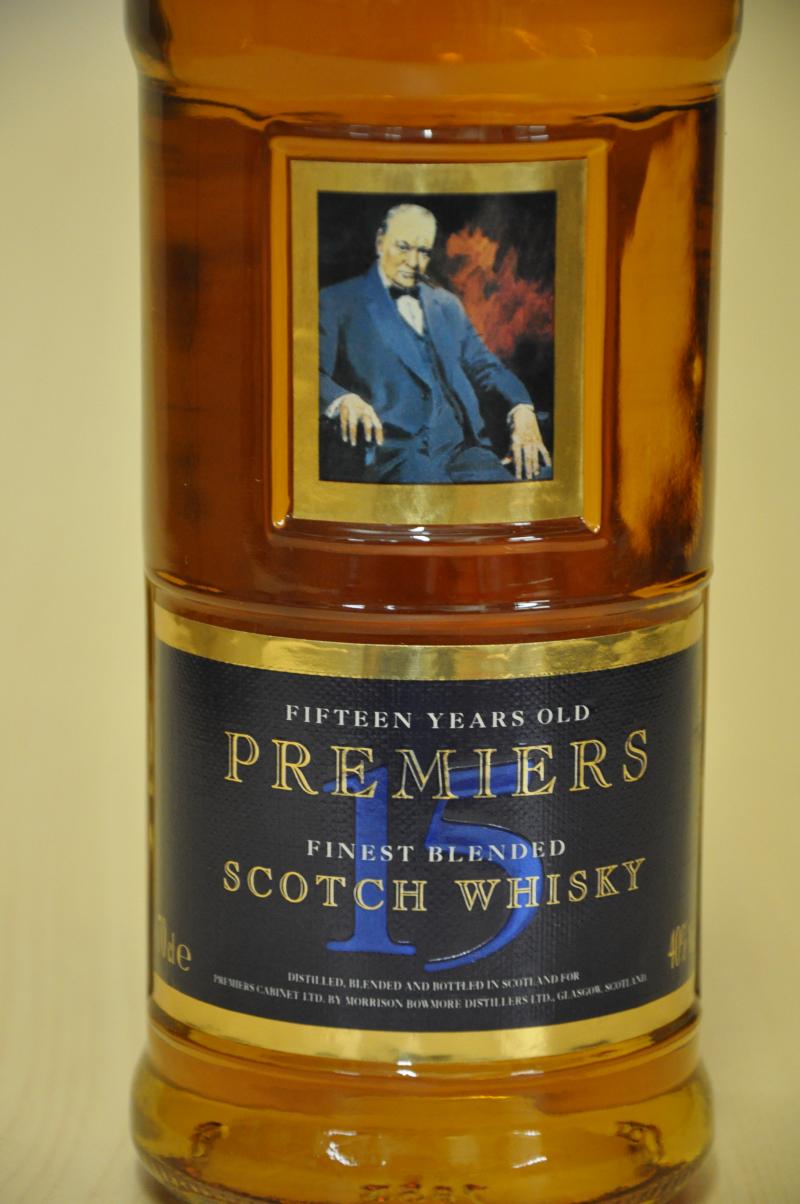 FIFTEEN YEARS OLD
PREMIERS
15
FINEST BLENDED
SCOTCH WHISKY
DISTILLED, BLENDED AND BOTTLED IN SCOTLAND FOR
PREMIERS CABINET LTD. BY MORRISON BOWMORE DISTILLERS LTD., GLASGOW, SCOTLAND.